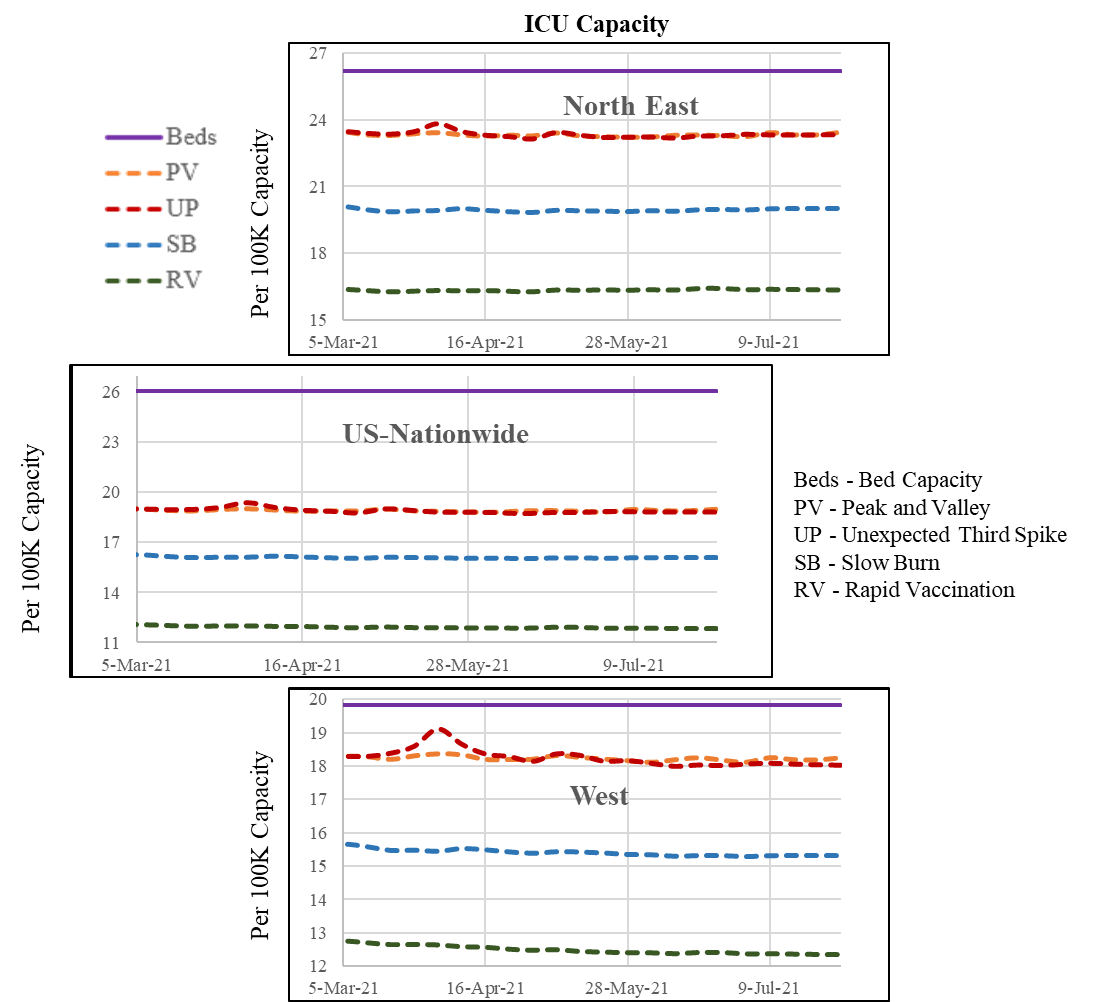 ICU Capacity
Beds
PV
UP
SB
RV
Per 100K Capacity
27
24
21
18
15
North East
5-Mar-21 16-Apr-21 28-May-21 9-Jul-21
Per 100K Capacity
26
23
20
17
14
11
US-Nationwide
5-Mar-21 16-Apr-21 28-May-21 9-Jul-21
Beds - Bed Capacity
PV - Peak and Valley
UP - Unexpected Third Spike
SB - Slow Burn
RV - Rapid Vaccination
Per 100K Capacity
20
19
18
17
16
15
14
13
12
West
5-Mar-21 16-Apr-21 28-May-21 9-Jul-21